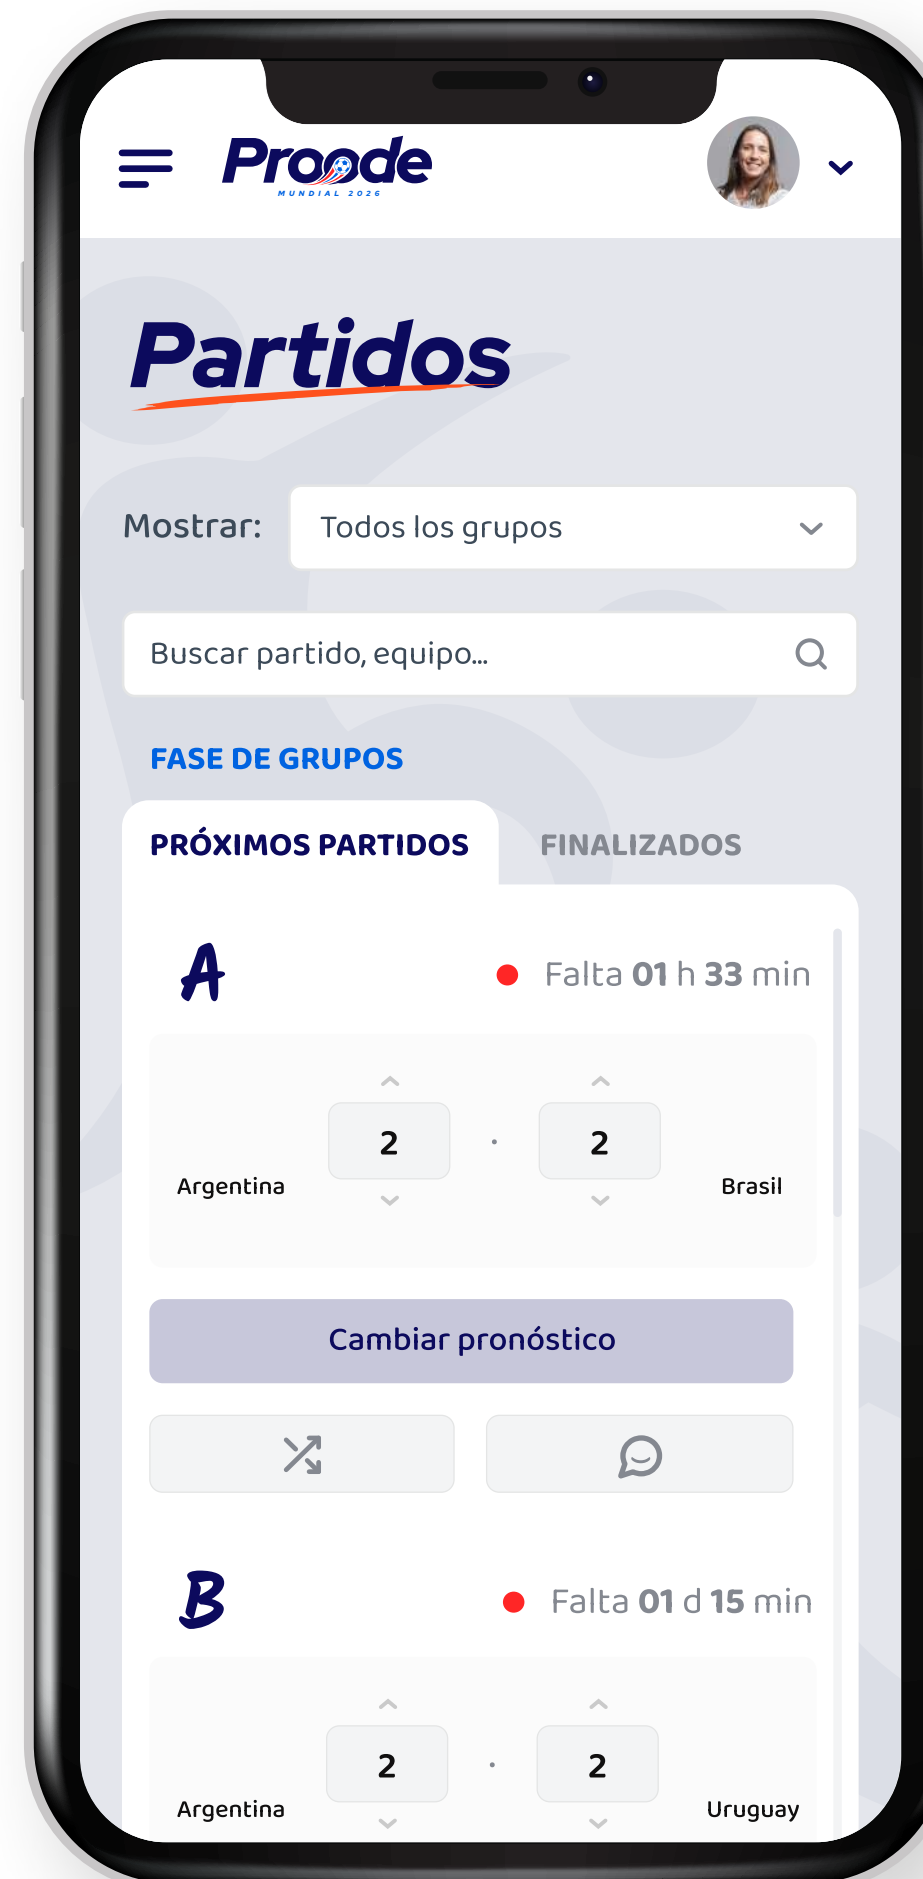 Proode
MUNDIAL 2026
Partidos
Mostrar: Todos los grupos
Buscar partido, equipo...
FASE DE GRUPOS
PRÓXIMOS PARTIDOS FINALIZADOS
A Falta 01 h 33 min
2 · 2
Argentina Brasil
Cambiar pronóstico
B Falta 01 d 15 min
2 · 2
Argentina Uruguay